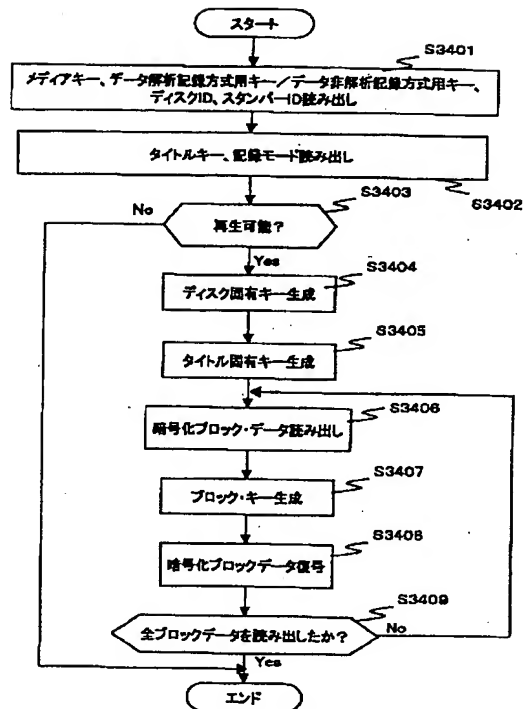 スタート
S3401
メディアキー、データ解析記録方式用キー/データ非解析記録方式用キー、
ディスクID、スタンパーID読み出し
タイトルキー、記録モード読み出し
S3402
S3403
No
再生可能?
Yes
S3404
ディスク固有キー生成
S3405
タイトル固有キー生成
S3406
暗号化ブロック・データ読み出し
S3407
ブロック・キー生成
S3408
暗号化ブロックデータ復号
S3409
全ブロックデータを読み出したか?
No
Yes
エンド